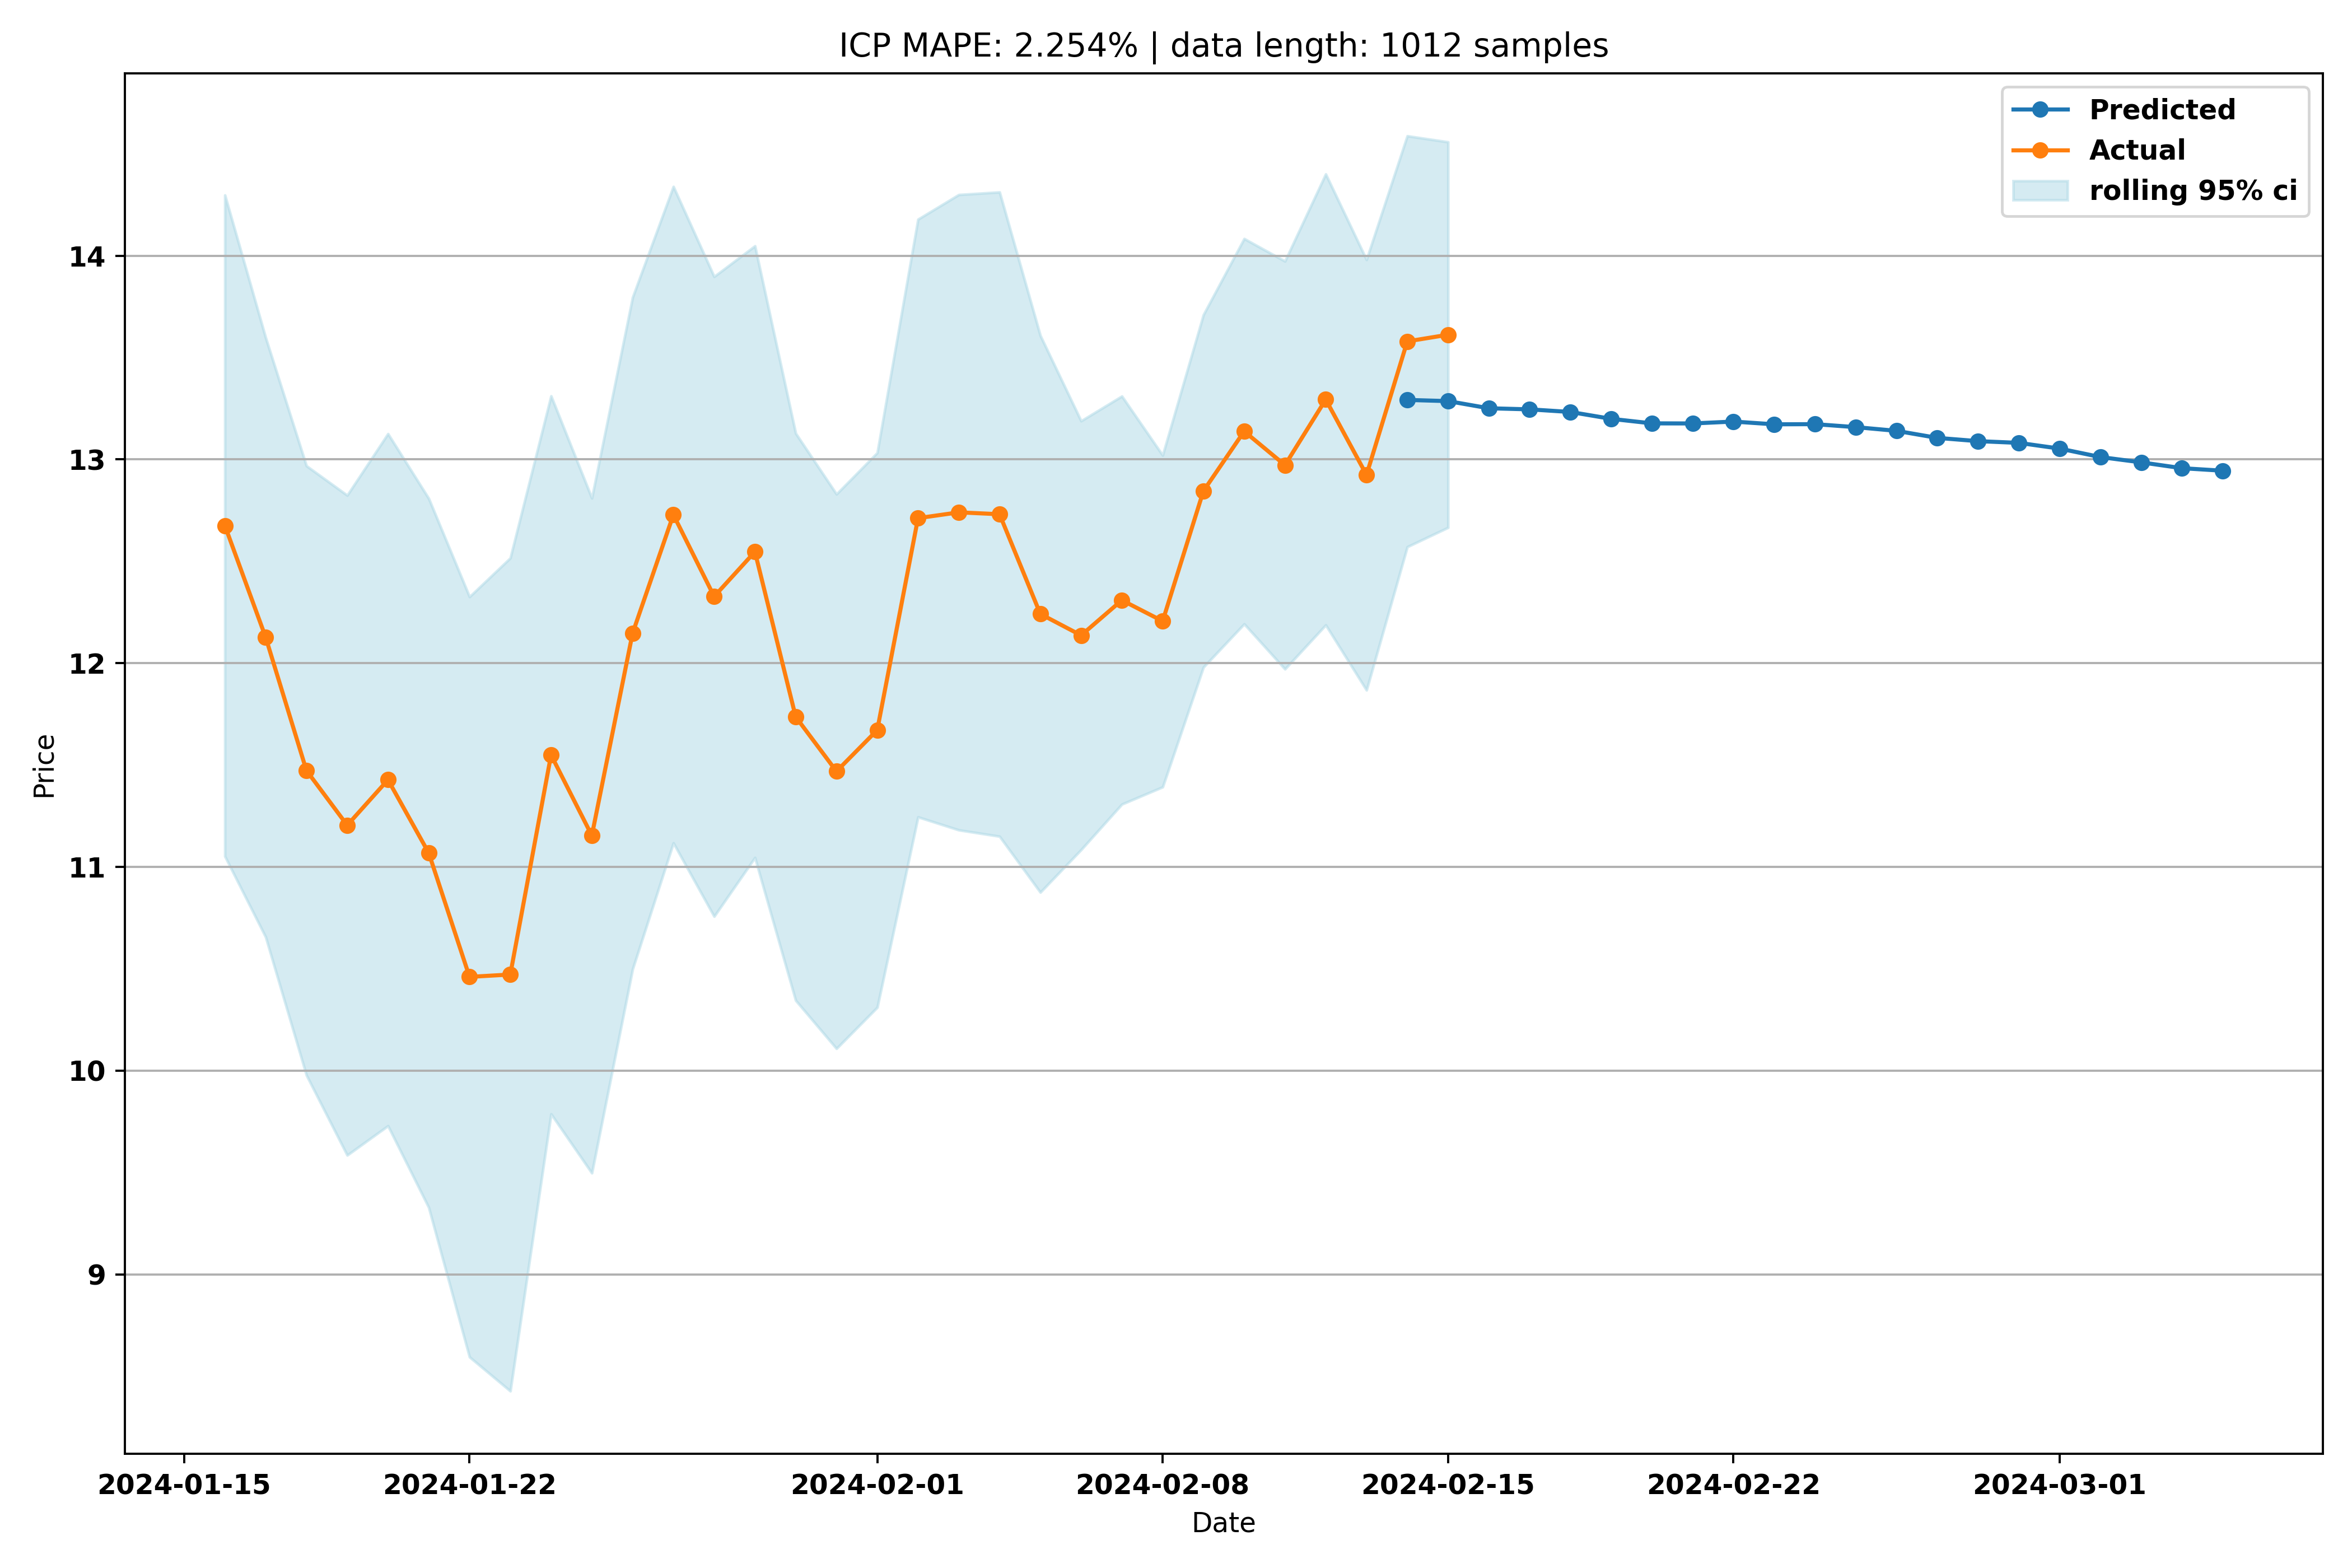 ICP MAPE: 2.254% | data length: 1012 samples
Predicted
Actual
rolling 95% ci
14
13
12
11
10
9
Price
2024-01-15 2024-01-22 2024-02-01 2024-02-08 2024-02-15 2024-02-22 2024-03-01
Date